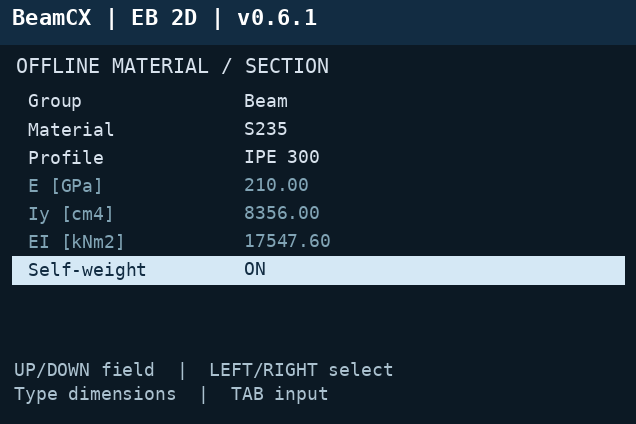 BeamCX | EB 2D | v0.6.1
OFFLINE MATERIAL / SECTION
Group Beam
Material S235
Profile IPE 300
E [GPa] 210.00
Iy [cm4] 8356.00
EI [kNm2] 17547.60
Self-weight ON
UP/DOWN field | LEFT/RIGHT select
Type dimensions | TAB input